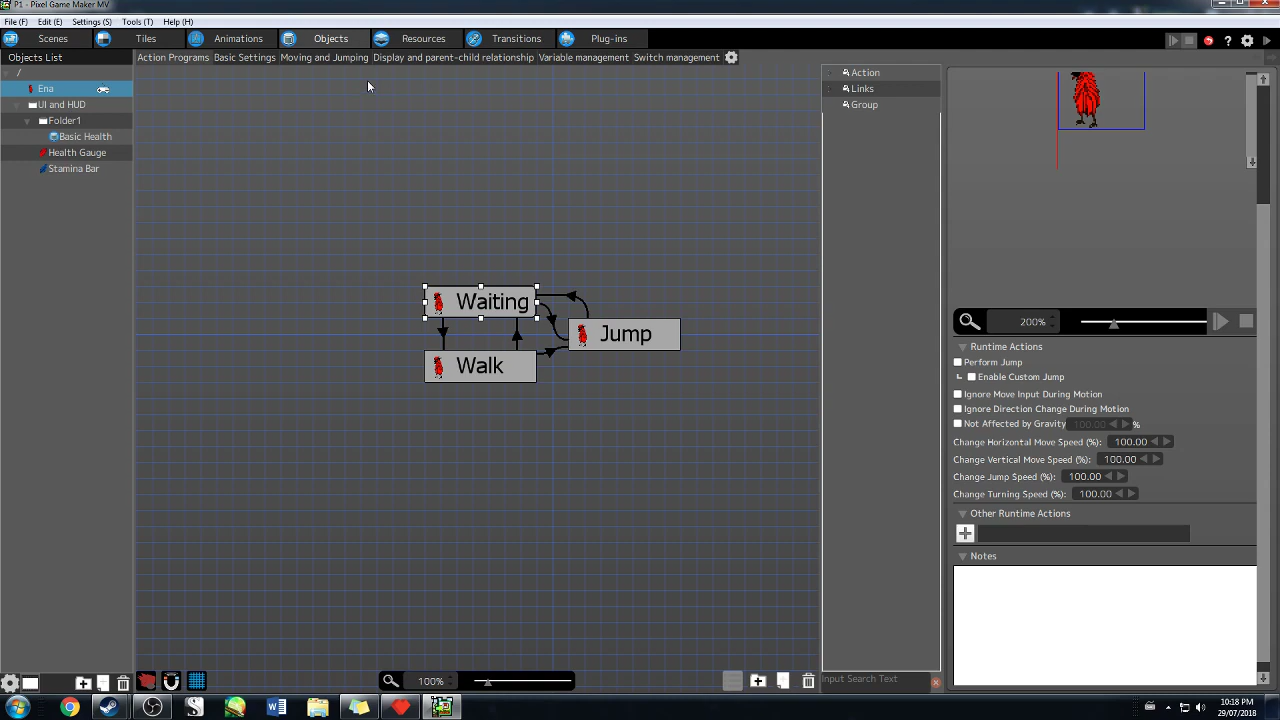 P1 - Pixel Game Maker MV
File (F) Edit (E) Settings (S) Tools (T) Help (H)
Scenes Tiles Animations Objects Resources Transitions Plug-ins
Objects List Action Programs Basic Settings Moving and Jumping Display and parent-child relationship Variable management Switch management
/
Ena
UI and HUD
Folder1
Basic Health
Health Gauge
Stamina Bar
Waiting
Jump
Walk
Action
Links
Group
200%
Runtime Actions
Perform Jump
Enable Custom Jump
Ignore Move Input During Motion
Ignore Direction Change During Motion
Not Affected by Gravity 100.00 %
Change Horizontal Move Speed (%): 100.00
Change Vertical Move Speed (%): 100.00
Change Jump Speed (%): 100.00
Change Turning Speed (%): 100.00
Other Runtime Actions
Notes
100%
Input Search Text
10:18 PM
29/07/2018